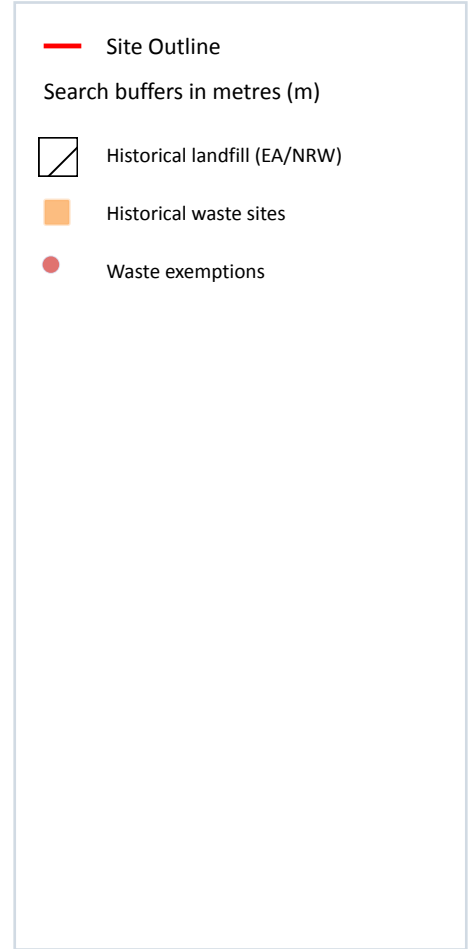 Site Outline
Search buffers in metres (m)
Historical landfill (EA/NRW)
Historical waste sites
Waste exemptions